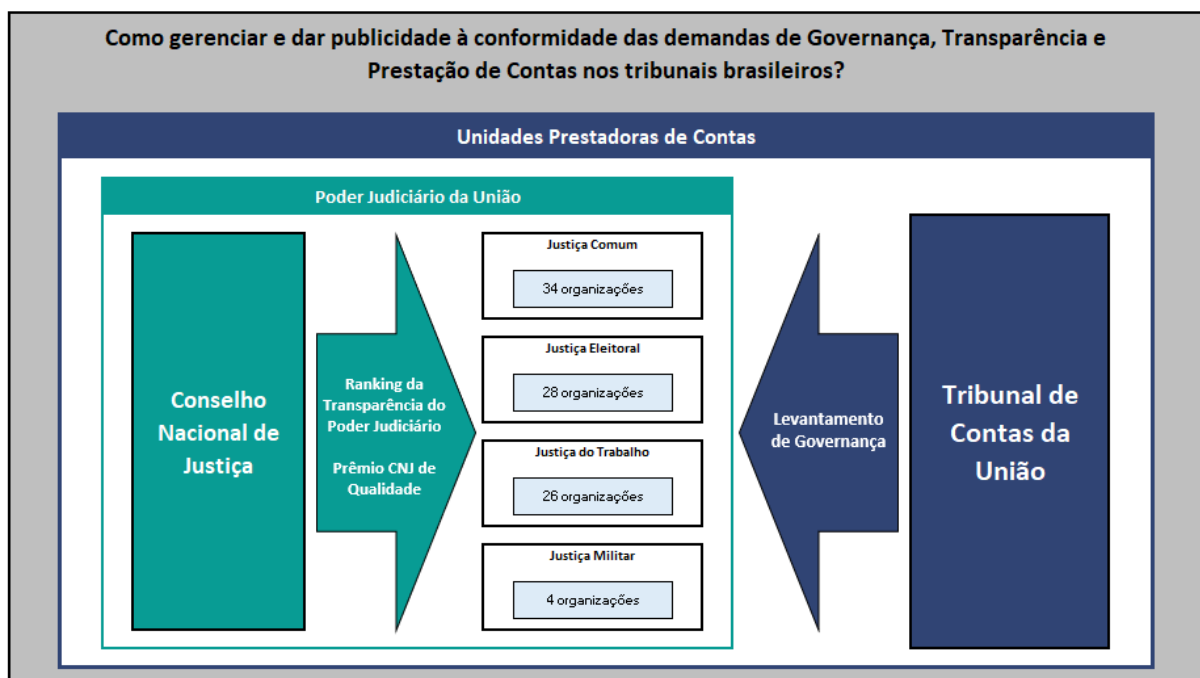 Como gerenciar e dar publicidade à conformidade das demandas de Governança, Transparência e
Prestação de Contas nos tribunais brasileiros?
Unidades Prestadoras de Contas
Poder Judiciário da União
Conselho
Nacional de
Justiça
Ranking da
Transparência do
Poder Judiciário
Prêmio CNJ de
Qualidade
Justiça Comum
34 organizações
Justiça Eleitoral
28 organizações
Justiça do Trabalho
26 organizações
Justiça Militar
4 organizações
Levantamento
de Governança
Tribunal de
Contas da
União